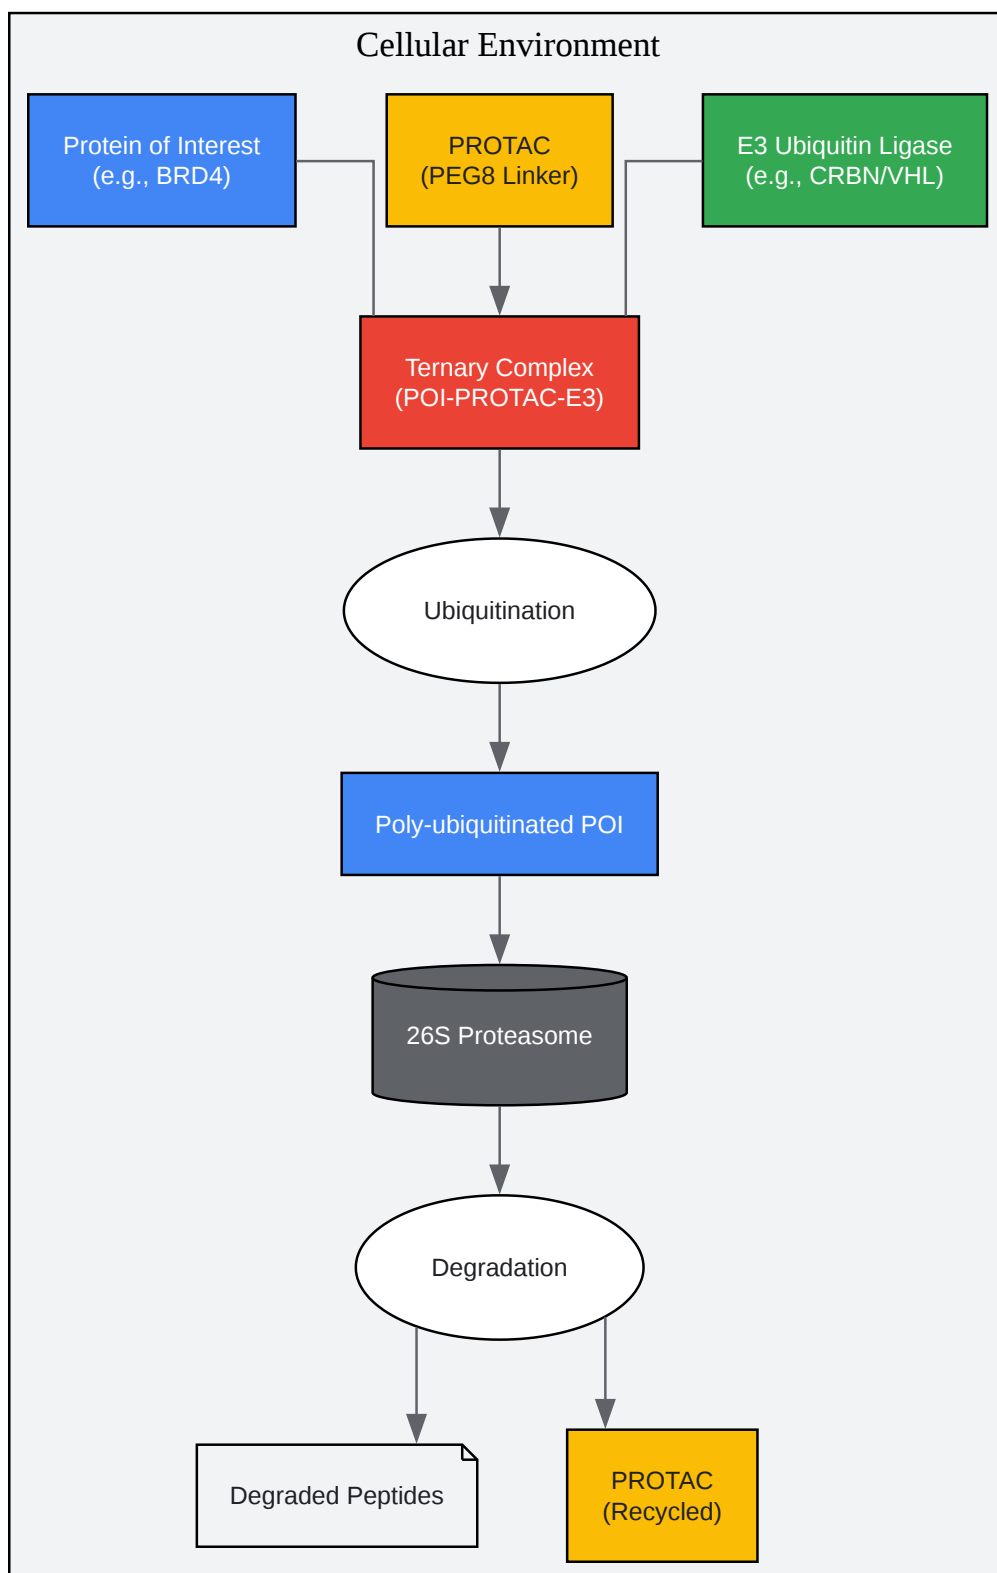 Cellular Environment
Protein of Interest
(e.g., BRD4)
PROTAC
(PEG8 Linker)
E3 Ubiquitin Ligase
(e.g., CRBN/VHL)
Ternary Complex
(POI-PROTAC-E3)
Ubiquitination
Poly-ubiquitinated POI
26S Proteasome
Degradation
Degraded Peptides
PROTAC
(Recycled)